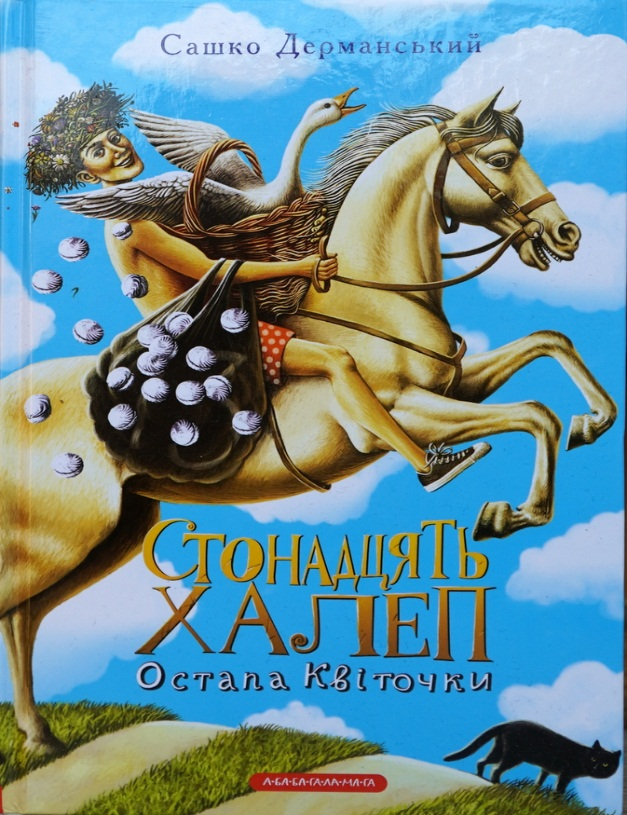 Сашко Дерманський
Стонадцять
халеп
Остапа Квіточки
А-БА-БА-ГА-ЛА-МА-ГА